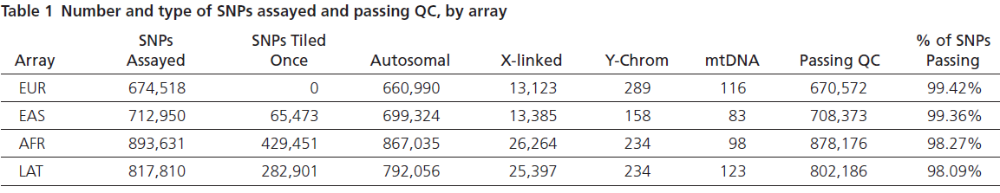 Table 1 Number and type of SNPs assayed and passing QC, by array
SNPs SNPs Tiled % of SNPs
Array Assayed Once Autosomal X-linked Y-Chrom mtDNA Passing QC Passing
EUR 674,518 0 660,990 13,123 289 116 670,572 99.42%
EAS 712,950 65,473 699,324 13,385 158 83 708,373 99.36%
AFR 893,631 429,451 867,035 26,264 234 98 878,176 98.27%
LAT 817,810 282,901 792,056 25,397 234 123 802,186 98.09%